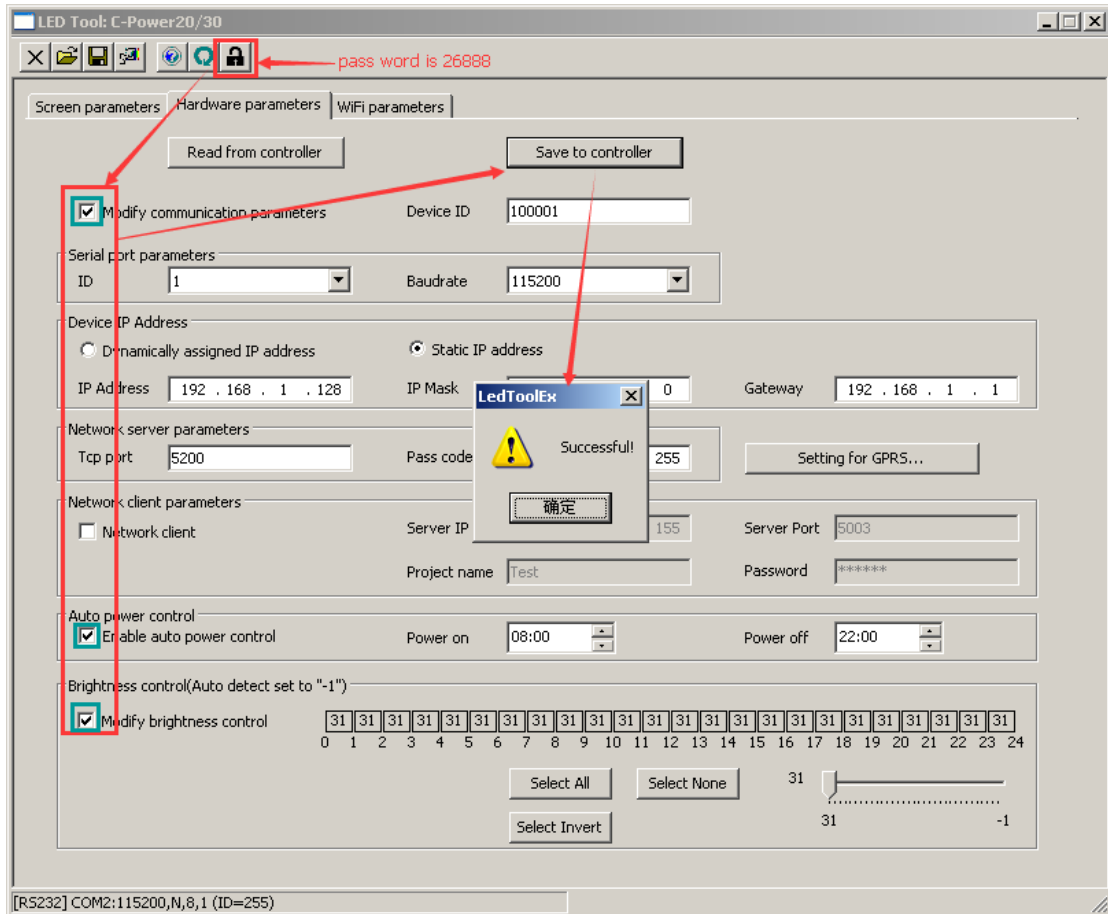 LED Tool: C-Power20/30
pass word is 26888
Screen parameters Hardware parameters WiFi parameters
Read from controller Save to controller
Modify communication parameters Device ID 100001
Serial port parameters
ID 1 Baudrate 115200
Device IP Address
Dynamically assigned IP address Static IP address
IP Address 192 . 168 . 1 . 128 IP Mask 0 Gateway 192 . 168 . 1 . 1
LedToolEx
Successful!
确定
Network server parameters
Tcp port 5200 Pass code 255 Setting for GPRS...
Network client parameters
Network client Server IP 155 Server Port 5003
Project name Test Password ******
Auto power control
Enable auto power control Power on 08:00 Power off 22:00
Brightness control(Auto detect set to "-1")
Modify brightness control 31 31 31 31 31 31 31 31 31 31 31 31 31 31 31 31 31 31 31 31 31 31 31 31
0 1 2 3 4 5 6 7 8 9 10 11 12 13 14 15 16 17 18 19 20 21 22 23 24
Select All Select None 31
31 -1
Select Invert
[RS232] COM2:115200,N,8,1 (ID=255)